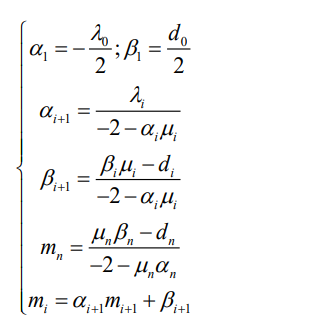 α₁ = −λ₀/2 ; β₁ = d₀/2
αᵢ₊₁ = λᵢ/(−2 − αᵢμᵢ)
βᵢ₊₁ = (βᵢμᵢ − dᵢ)/(−2 − αᵢμᵢ)
mₙ = (μₙβₙ − dₙ)/(−2 − μₙαₙ)
mᵢ = αᵢ₊₁mᵢ₊₁ + βᵢ₊₁